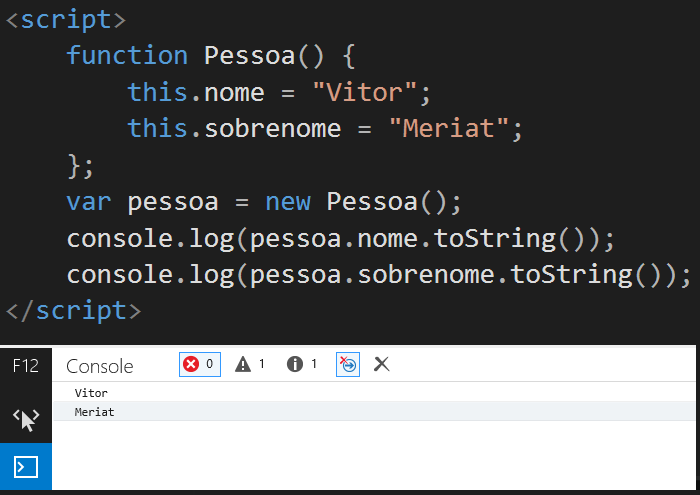 <script>
    function Pessoa() {
        this.nome = "Vitor";
        this.sobrenome = "Meriat";
    };
    var pessoa = new Pessoa();
    console.log(pessoa.nome.toString());
    console.log(pessoa.sobrenome.toString());
</script>
F12 Console 0 1 1
Vitor
Meriat